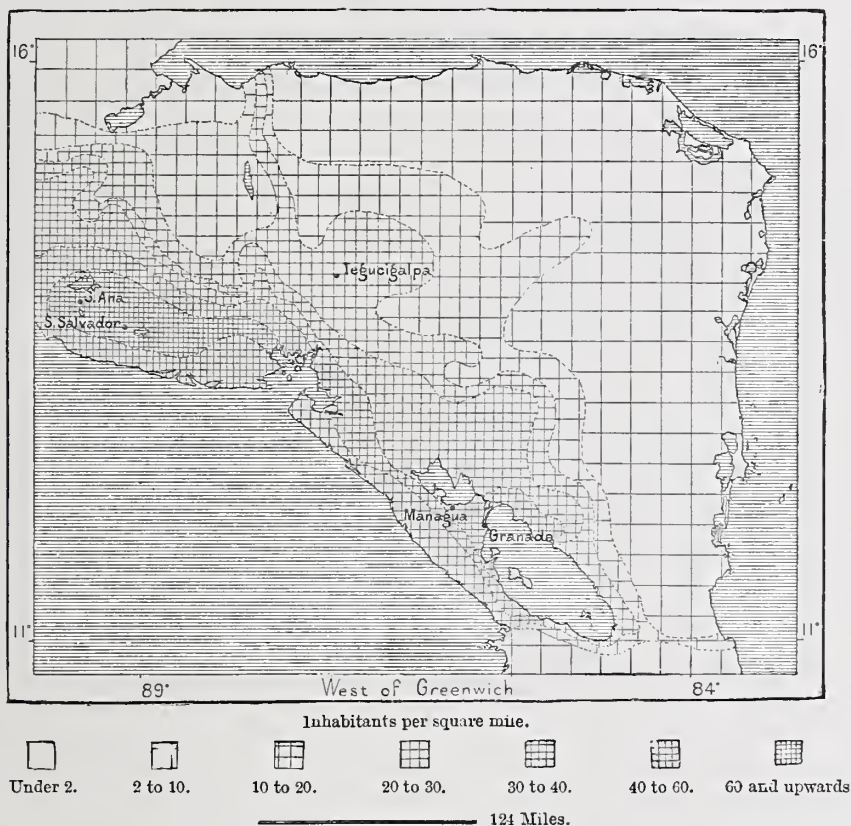 16°
16°
Tegucigalpa
S. Ana
S. Salvador
Managua
Granada
11°
11°
89°
West of Greenwich
84°
Inhabitants per square mile.
Under 2.
2 to 10.
10 to 20.
20 to 30.
30 to 40.
40 to 60.
60 and upwards
124 Miles.